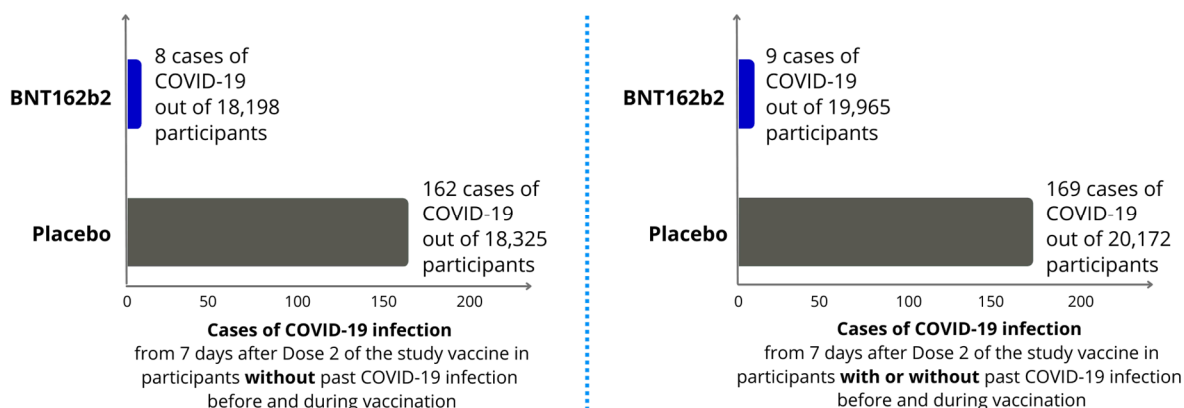 8 cases of
COVID-19
out of 18,198
participants
BNT162b2
162 cases of
COVID-19
out of 18,325
participants
Placebo
0 50 100 150 200
Cases of COVID-19 infection
from 7 days after Dose 2 of the study vaccine in
participants without past COVID-19 infection
before and during vaccination
9 cases of
COVID-19
out of 19,965
participants
BNT162b2
169 cases of
COVID-19
out of 20,172
participants
Placebo
0 50 100 150 200
Cases of COVID-19 infection
from 7 days after Dose 2 of the study vaccine in
participants with or without past COVID-19 infection
before and during vaccination